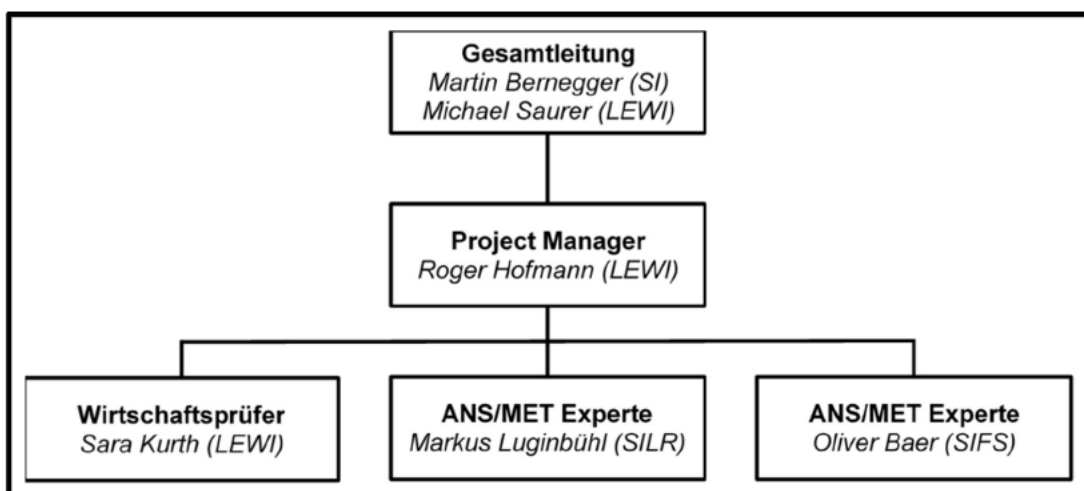 Gesamtleitung
Martin Bernegger (SI)
Michael Saurer (LEWI)
Project Manager
Roger Hofmann (LEWI)
Wirtschaftsprüfer
Sara Kurth (LEWI)
ANS/MET Experte
Markus Luginbühl (SILR)
ANS/MET Experte
Oliver Baer (SIFS)